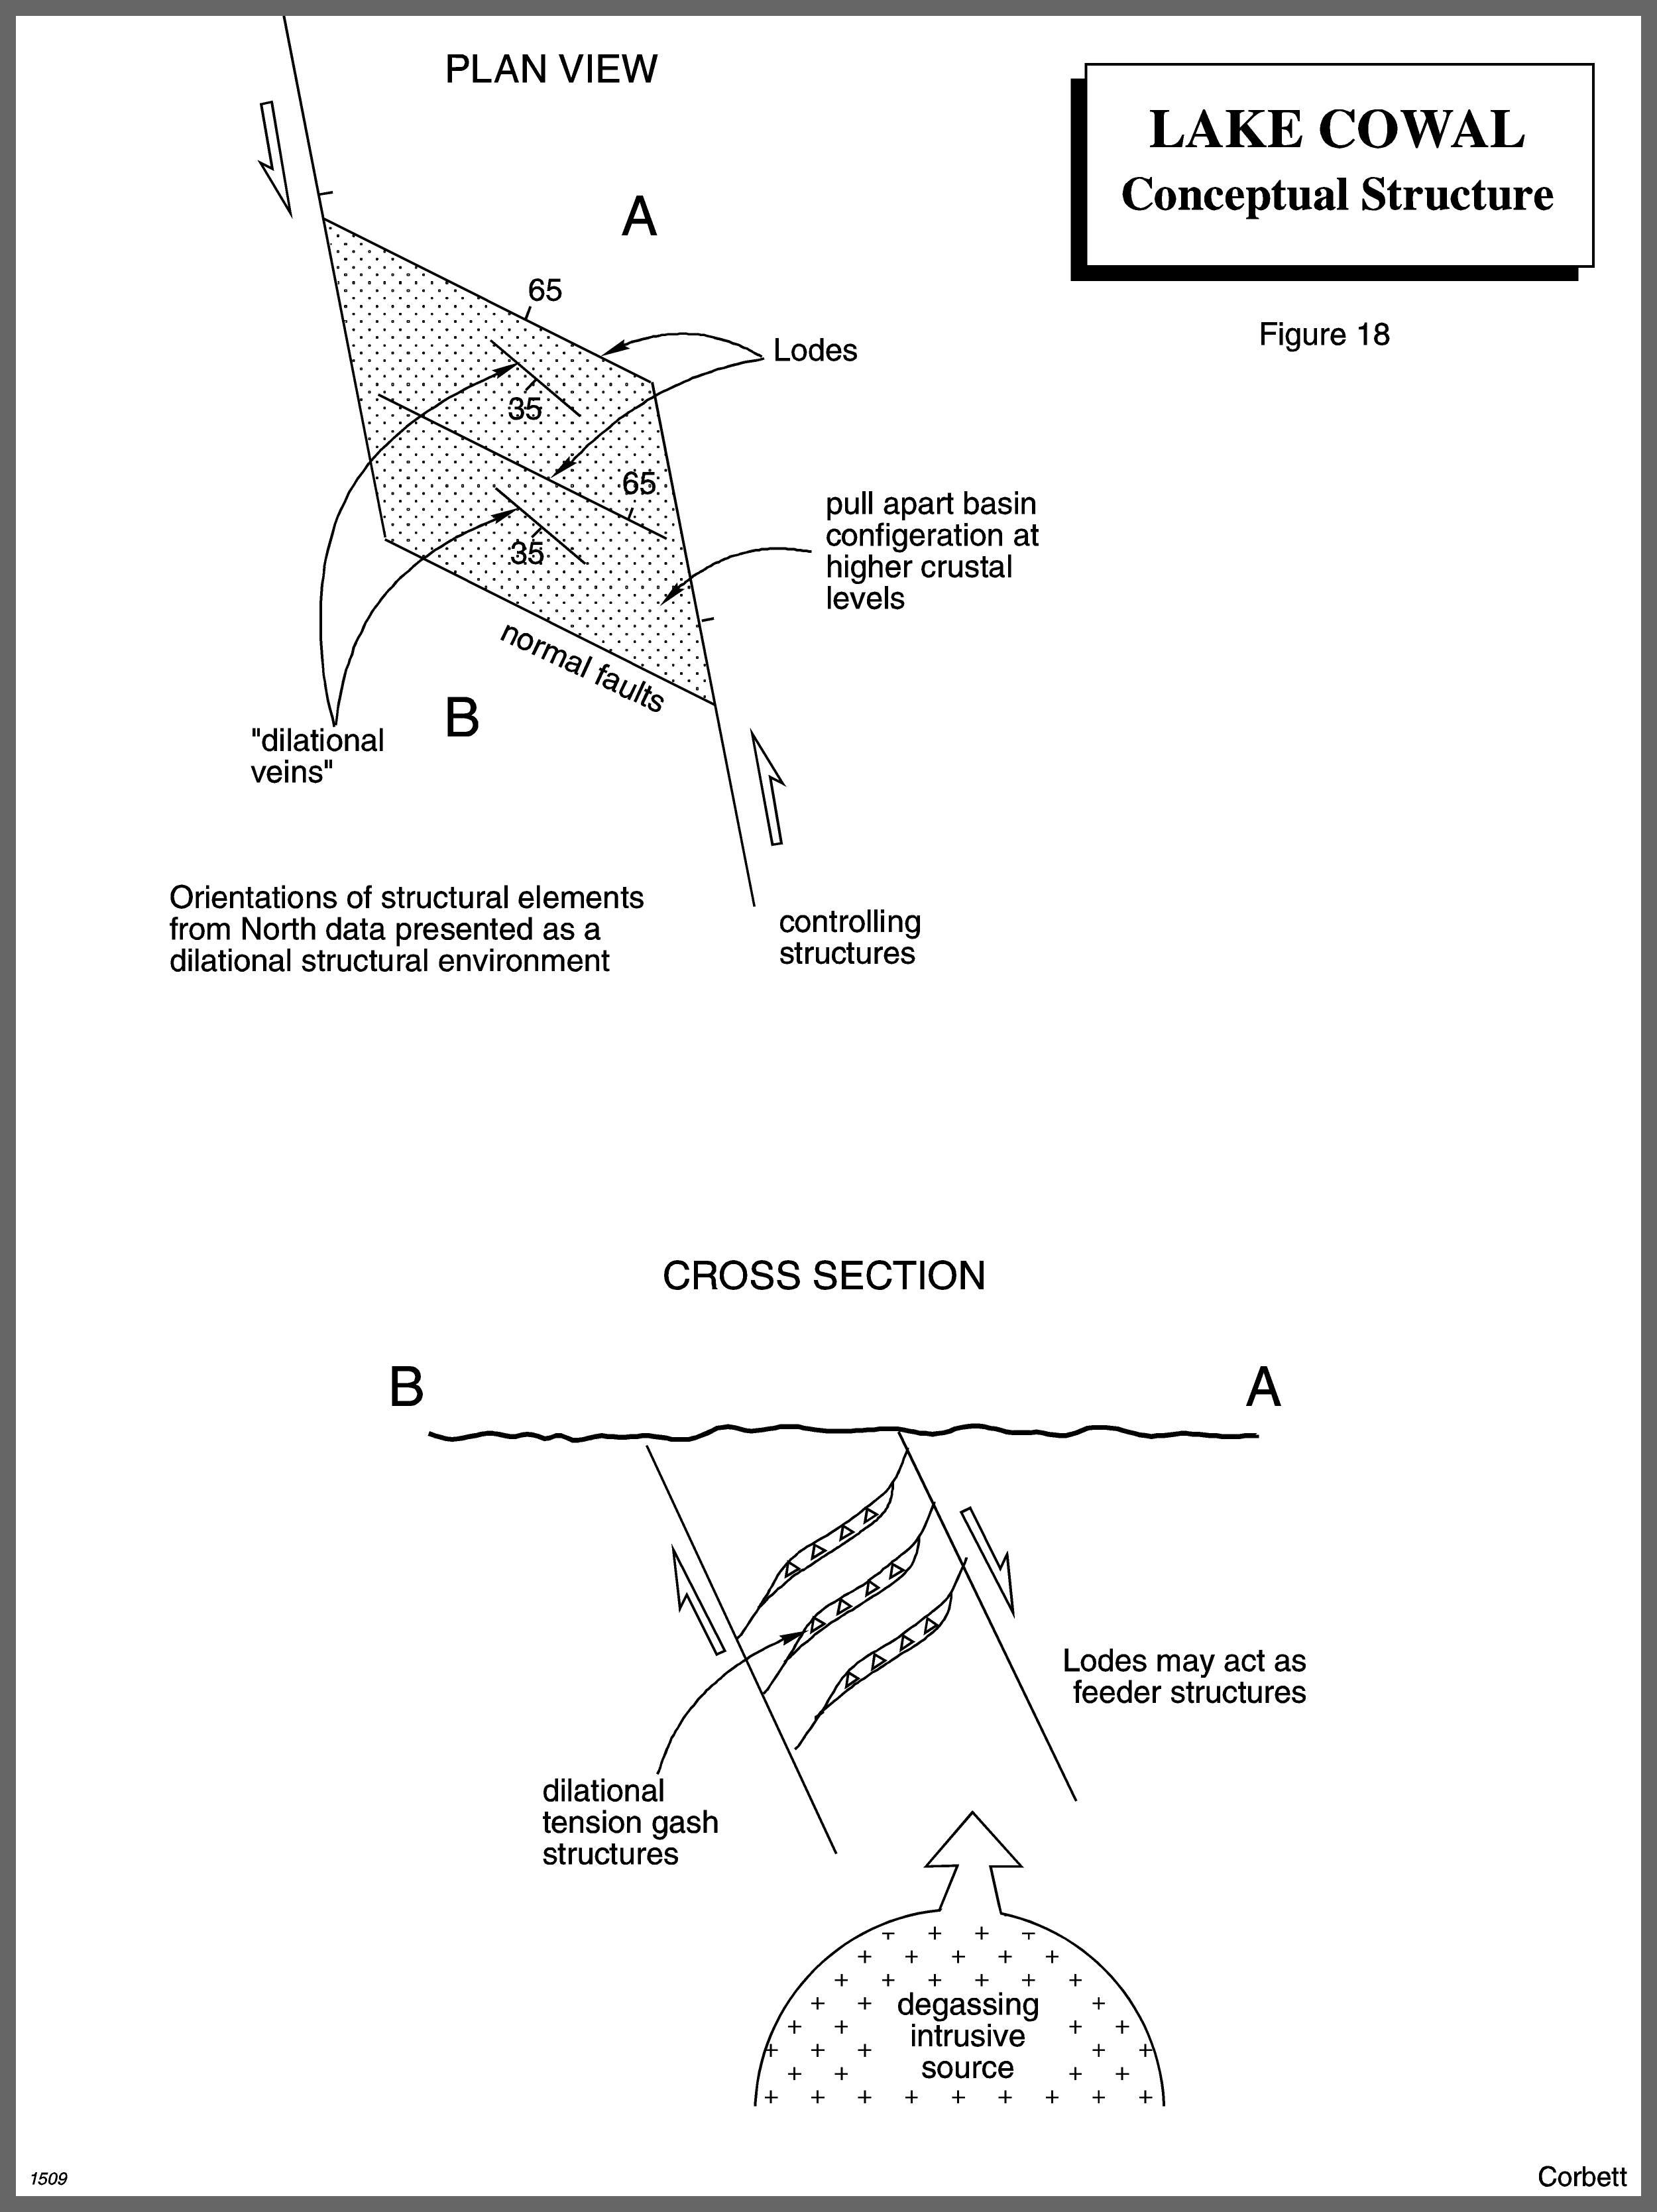 PLAN VIEW
LAKE COWAL
Conceptual Structure
Figure 18
A
65
Lodes
35
65
35
pull apart basin
configeration at
higher crustal
levels
normal faults
B
"dilational
veins"
Orientations of structural elements
from North data presented as a
dilational structural environment
controlling
structures
CROSS SECTION
B
A
Lodes may act as
feeder structures
dilational
tension gash
structures
degassing
intrusive
source
1509
Corbett